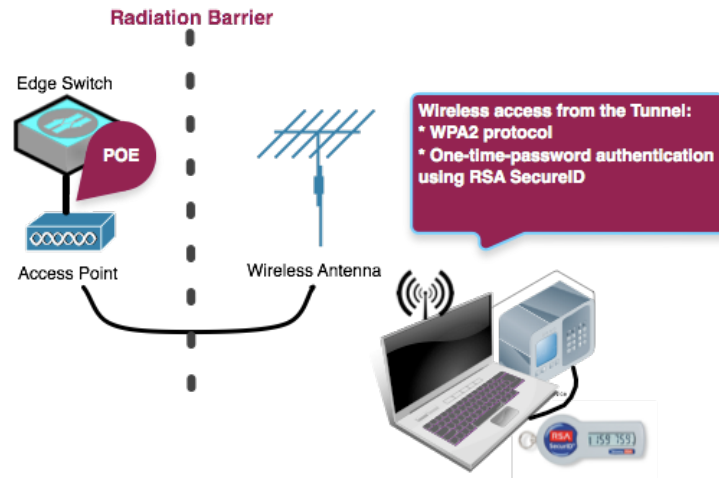 Radiation Barrier
Edge Switch
POE
Access Point
Wireless Antenna
Wireless access from the Tunnel:
* WPA2 protocol
* One-time-password authentication
using RSA SecureID
RSA
SecurID
159 759